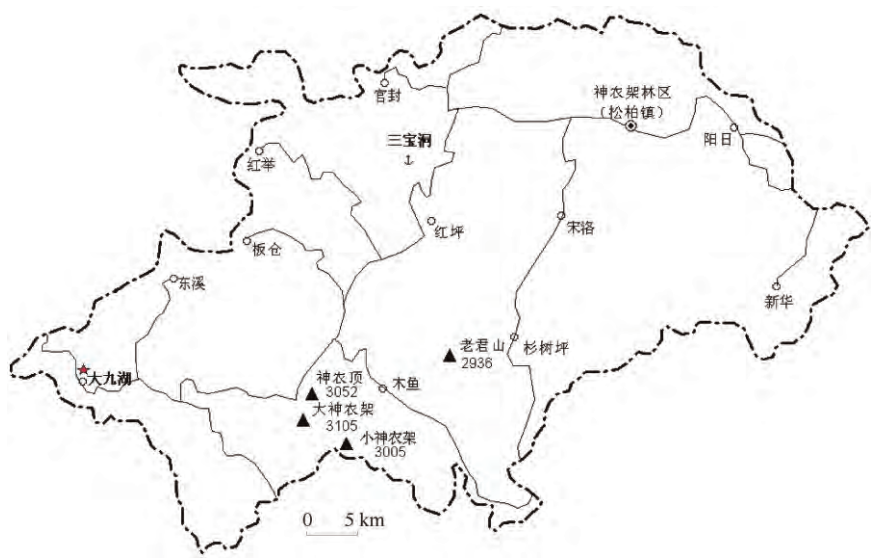 官封
神农架林区
(松柏镇)
阳日
三宝洞
红举
红坪
宋洛
板仓
东溪
新华
老君山
2936
杉树坪
大九湖
神农顶
3052
木鱼
大神农架
3105
小神农架
3005
0 5 km